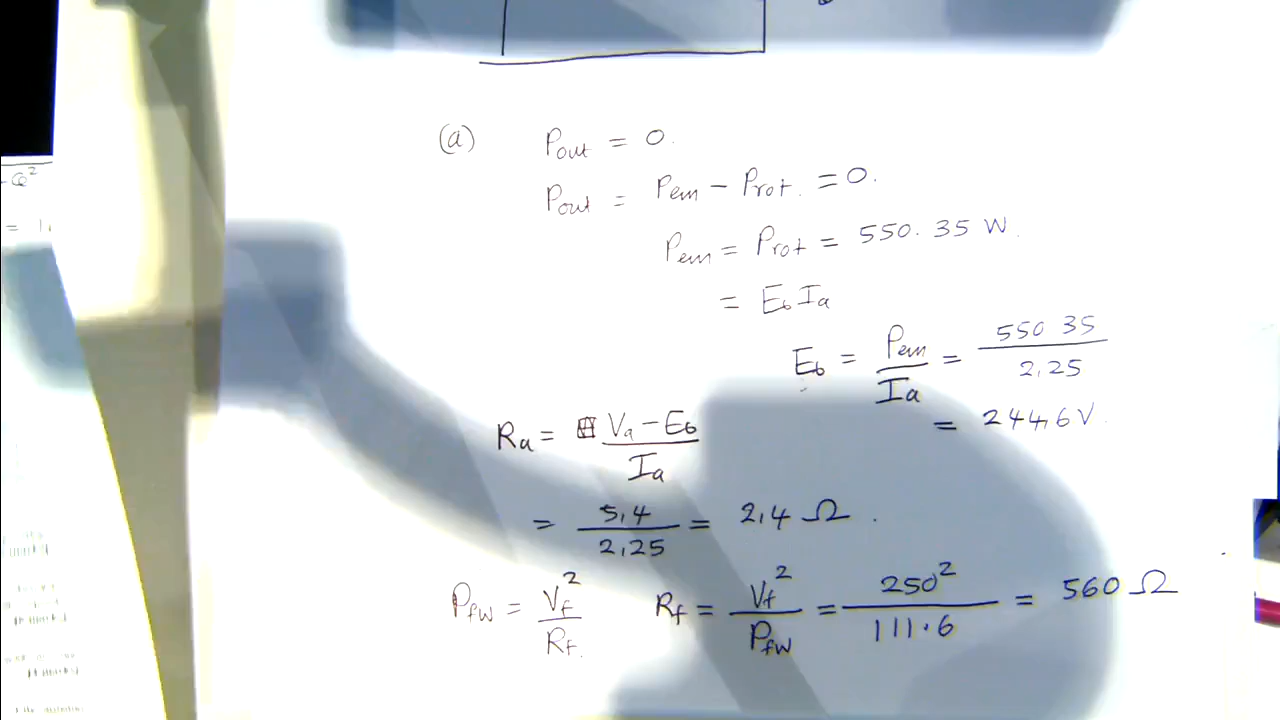 (a) Pout = 0.
Pout = Pem - Prot. = 0.
Pem = Prot = 550.35 W.
= Eb Ia
Eb = Pem / Ia = 550 35 / 2,25
= 244,6 V.
Ra = Va - Eb / Ia
= 5,4 / 2,25 = 2,4 Ω.
Pfw = Vf² / Rf. Rf = Vf² / Pfw = 250² / 111.6 = 560 Ω